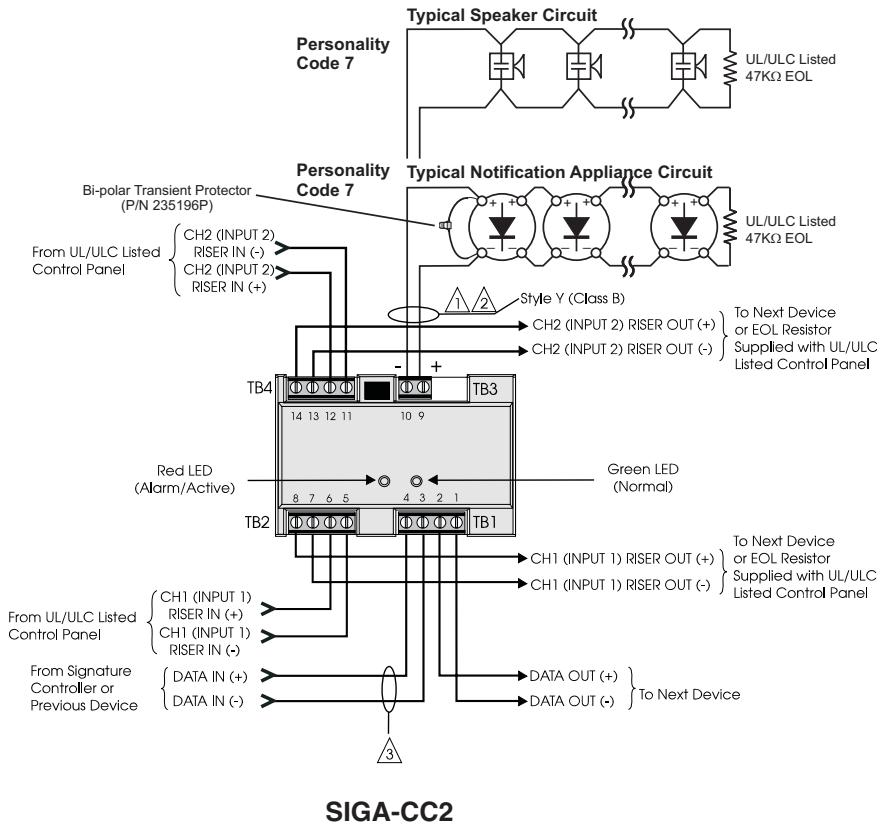 Typical Speaker Circuit
Personality
Code 7
UL/ULC Listed
47KΩ EOL
Personality
Code 7
Typical Notification Appliance Circuit
Bi-polar Transient Protector
(P/N 235196P)
+ +
+ +
+ +
– –
– –
– –
UL/ULC Listed
47KΩ EOL
From UL/ULC Listed
Control Panel
CH2 (INPUT 2)
RISER IN (-)
CH2 (INPUT 2)
RISER IN (+)
1
2
Style Y (Class B)
CH2 (INPUT 2) RISER OUT (+)
CH2 (INPUT 2) RISER OUT (-)
To Next Device
or EOL Resistor
Supplied with UL/ULC
Listed Control Panel
- +
TB4
TB3
14 13 12 11
10 9
Red LED
(Alarm/Active)
Green LED
(Normal)
8 7 6 5
4 3 2 1
TB2
TB1
CH1 (INPUT 1) RISER OUT (+)
CH1 (INPUT 1) RISER OUT (-)
To Next Device
or EOL Resistor
Supplied with UL/ULC
Listed Control Panel
From UL/ULC Listed
Control Panel
CH1 (INPUT 1)
RISER IN (+)
CH1 (INPUT 1)
RISER IN (-)
From Signature
Controller or
Previous Device
DATA IN (+)
DATA IN (-)
DATA OUT (+)
DATA OUT (-)
To Next Device
3
SIGA-CC2